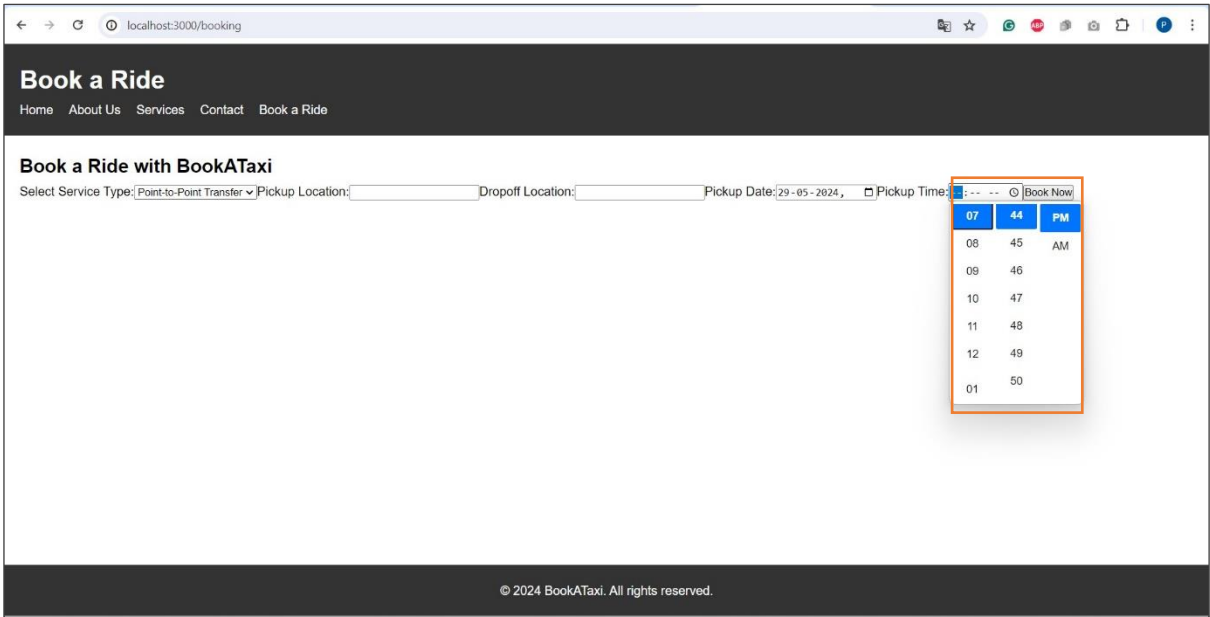 localhost:3000/booking
ABP
P
Book a Ride
Home About Us Services Contact Book a Ride
Book a Ride with BookATaxi
Select Service Type: Point-to-Point Transfer Pickup Location: Dropoff Location: Pickup Date: 29-05-2024, Pickup Time: --:-- -- Book Now
07 44 PM
08 45 AM
09 46
10 47
11 48
12 49
01 50
© 2024 BookATaxi. All rights reserved.